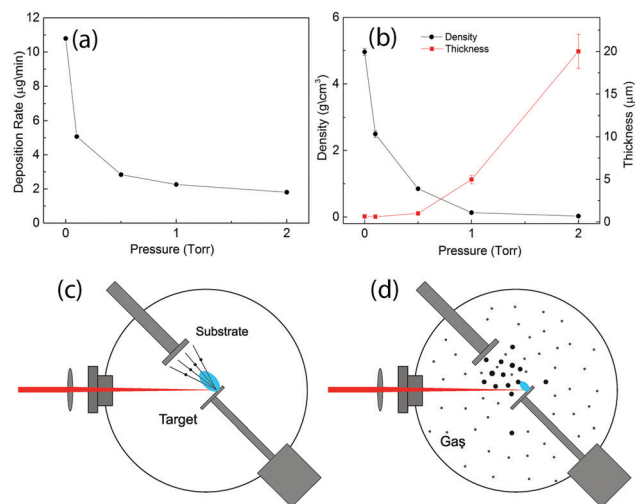 (a)
Deposition Rate (µg\min)
12
10
8
6
4
2
0
0 1 2
Pressure (Torr)
(b)
Density
Thickness
Density (g\cm³)
6
4
2
0
Thickness (µm)
20
15
10
5
0
0 1 2
Pressure (Torr)
(c)
Substrate
Target
(d)
Gas